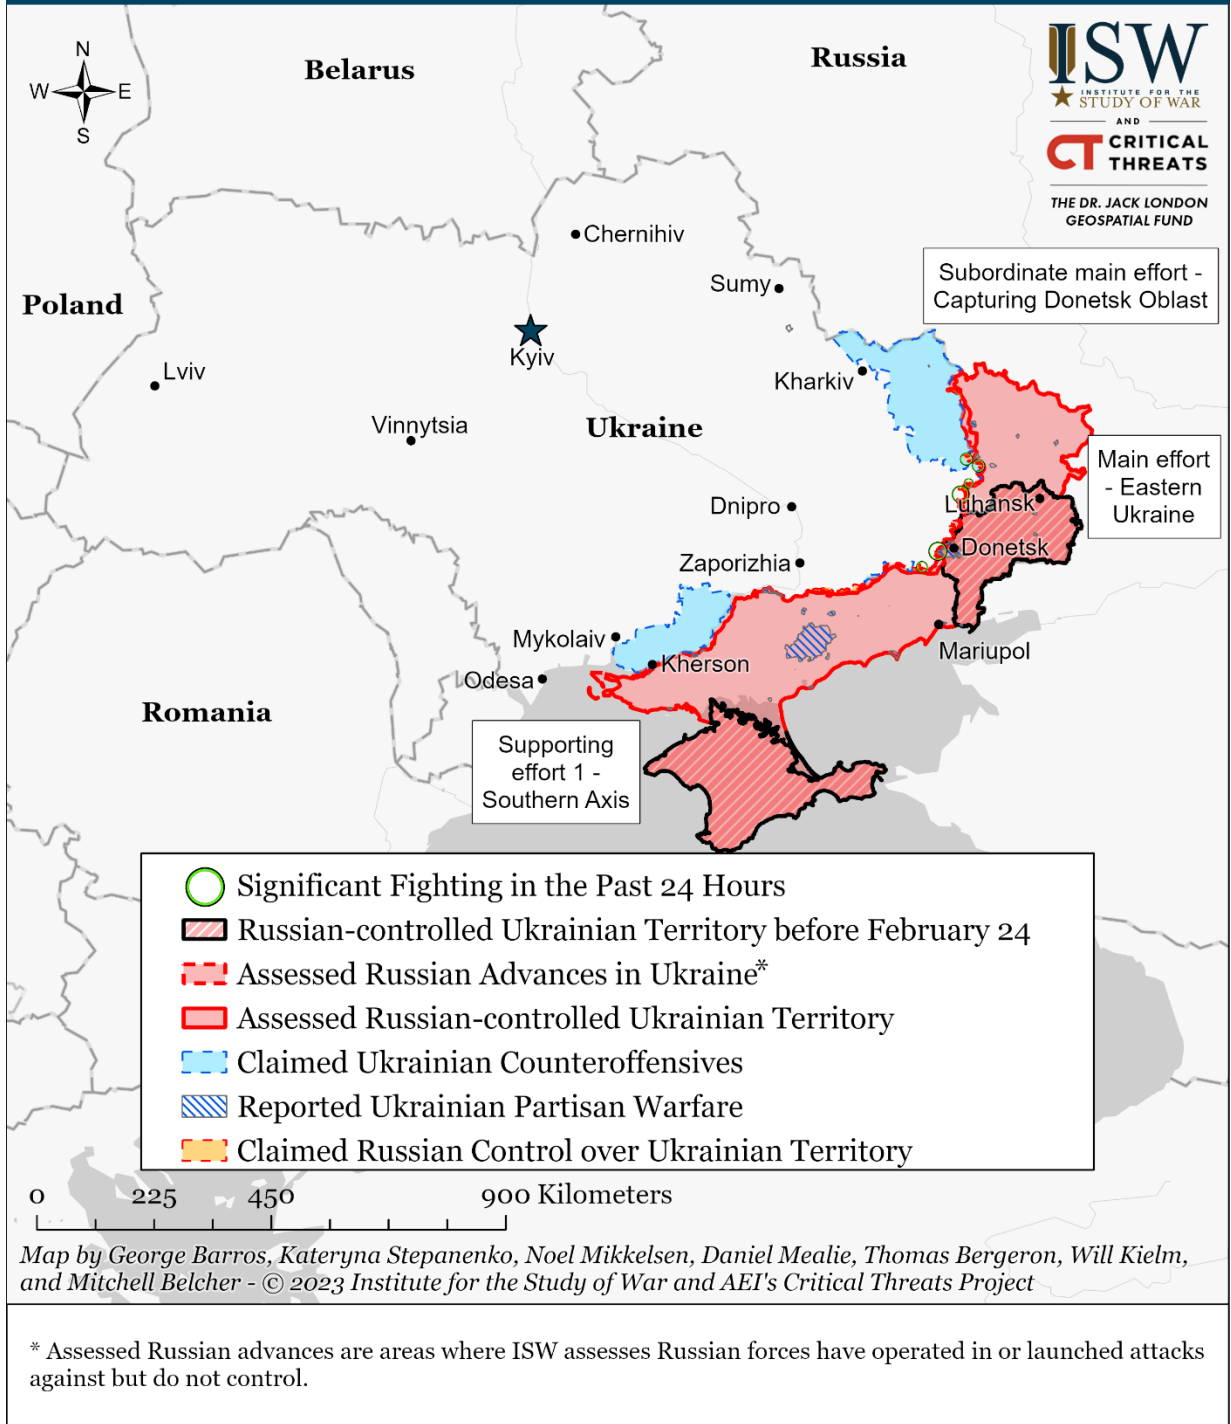 N
W E
S
Belarus
Russia
ISW
INSTITUTE FOR THE
STUDY OF WAR
AND
CT CRITICAL
THREATS
THE DR. JACK LONDON
GEOSPATIAL FUND
Chernihiv
Sumy
Subordinate main effort -
Capturing Donetsk Oblast
Poland
Kyiv
Lviv
Kharkiv
Vinnytsia
Ukraine
Main effort
- Eastern
Ukraine
Dnipro
Luhansk
Donetsk
Zaporizhia
Mykolaiv
Mariupol
Kherson
Odesa
Romania
Supporting
effort 1 -
Southern Axis
Significant Fighting in the Past 24 Hours
Russian-controlled Ukrainian Territory before February 24
Assessed Russian Advances in Ukraine*
Assessed Russian-controlled Ukrainian Territory
Claimed Ukrainian Counteroffensives
Reported Ukrainian Partisan Warfare
Claimed Russian Control over Ukrainian Territory
0 225 450 900 Kilometers
Map by George Barros, Kateryna Stepanenko, Noel Mikkelsen, Daniel Mealie, Thomas Bergeron, Will Kielm,
and Mitchell Belcher - © 2023 Institute for the Study of War and AEI's Critical Threats Project
* Assessed Russian advances are areas where ISW assesses Russian forces have operated in or launched attacks
against but do not control.